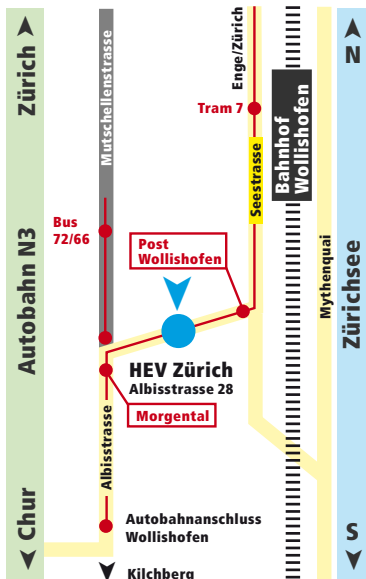 Zürich
Autobahn N3
Chur
Mutschellenstrasse
Enge/Zürich
N
Tram 7
Seestrasse
Bahnhof
Wollishofen
Bus
72/66
Post
Wollishofen
Mythenquai
Zürichsee
HEV Zürich
Albisstrasse 28
Morgental
Albisstrasse
Autobahnanschluss
Wollishofen
S
Kilchberg